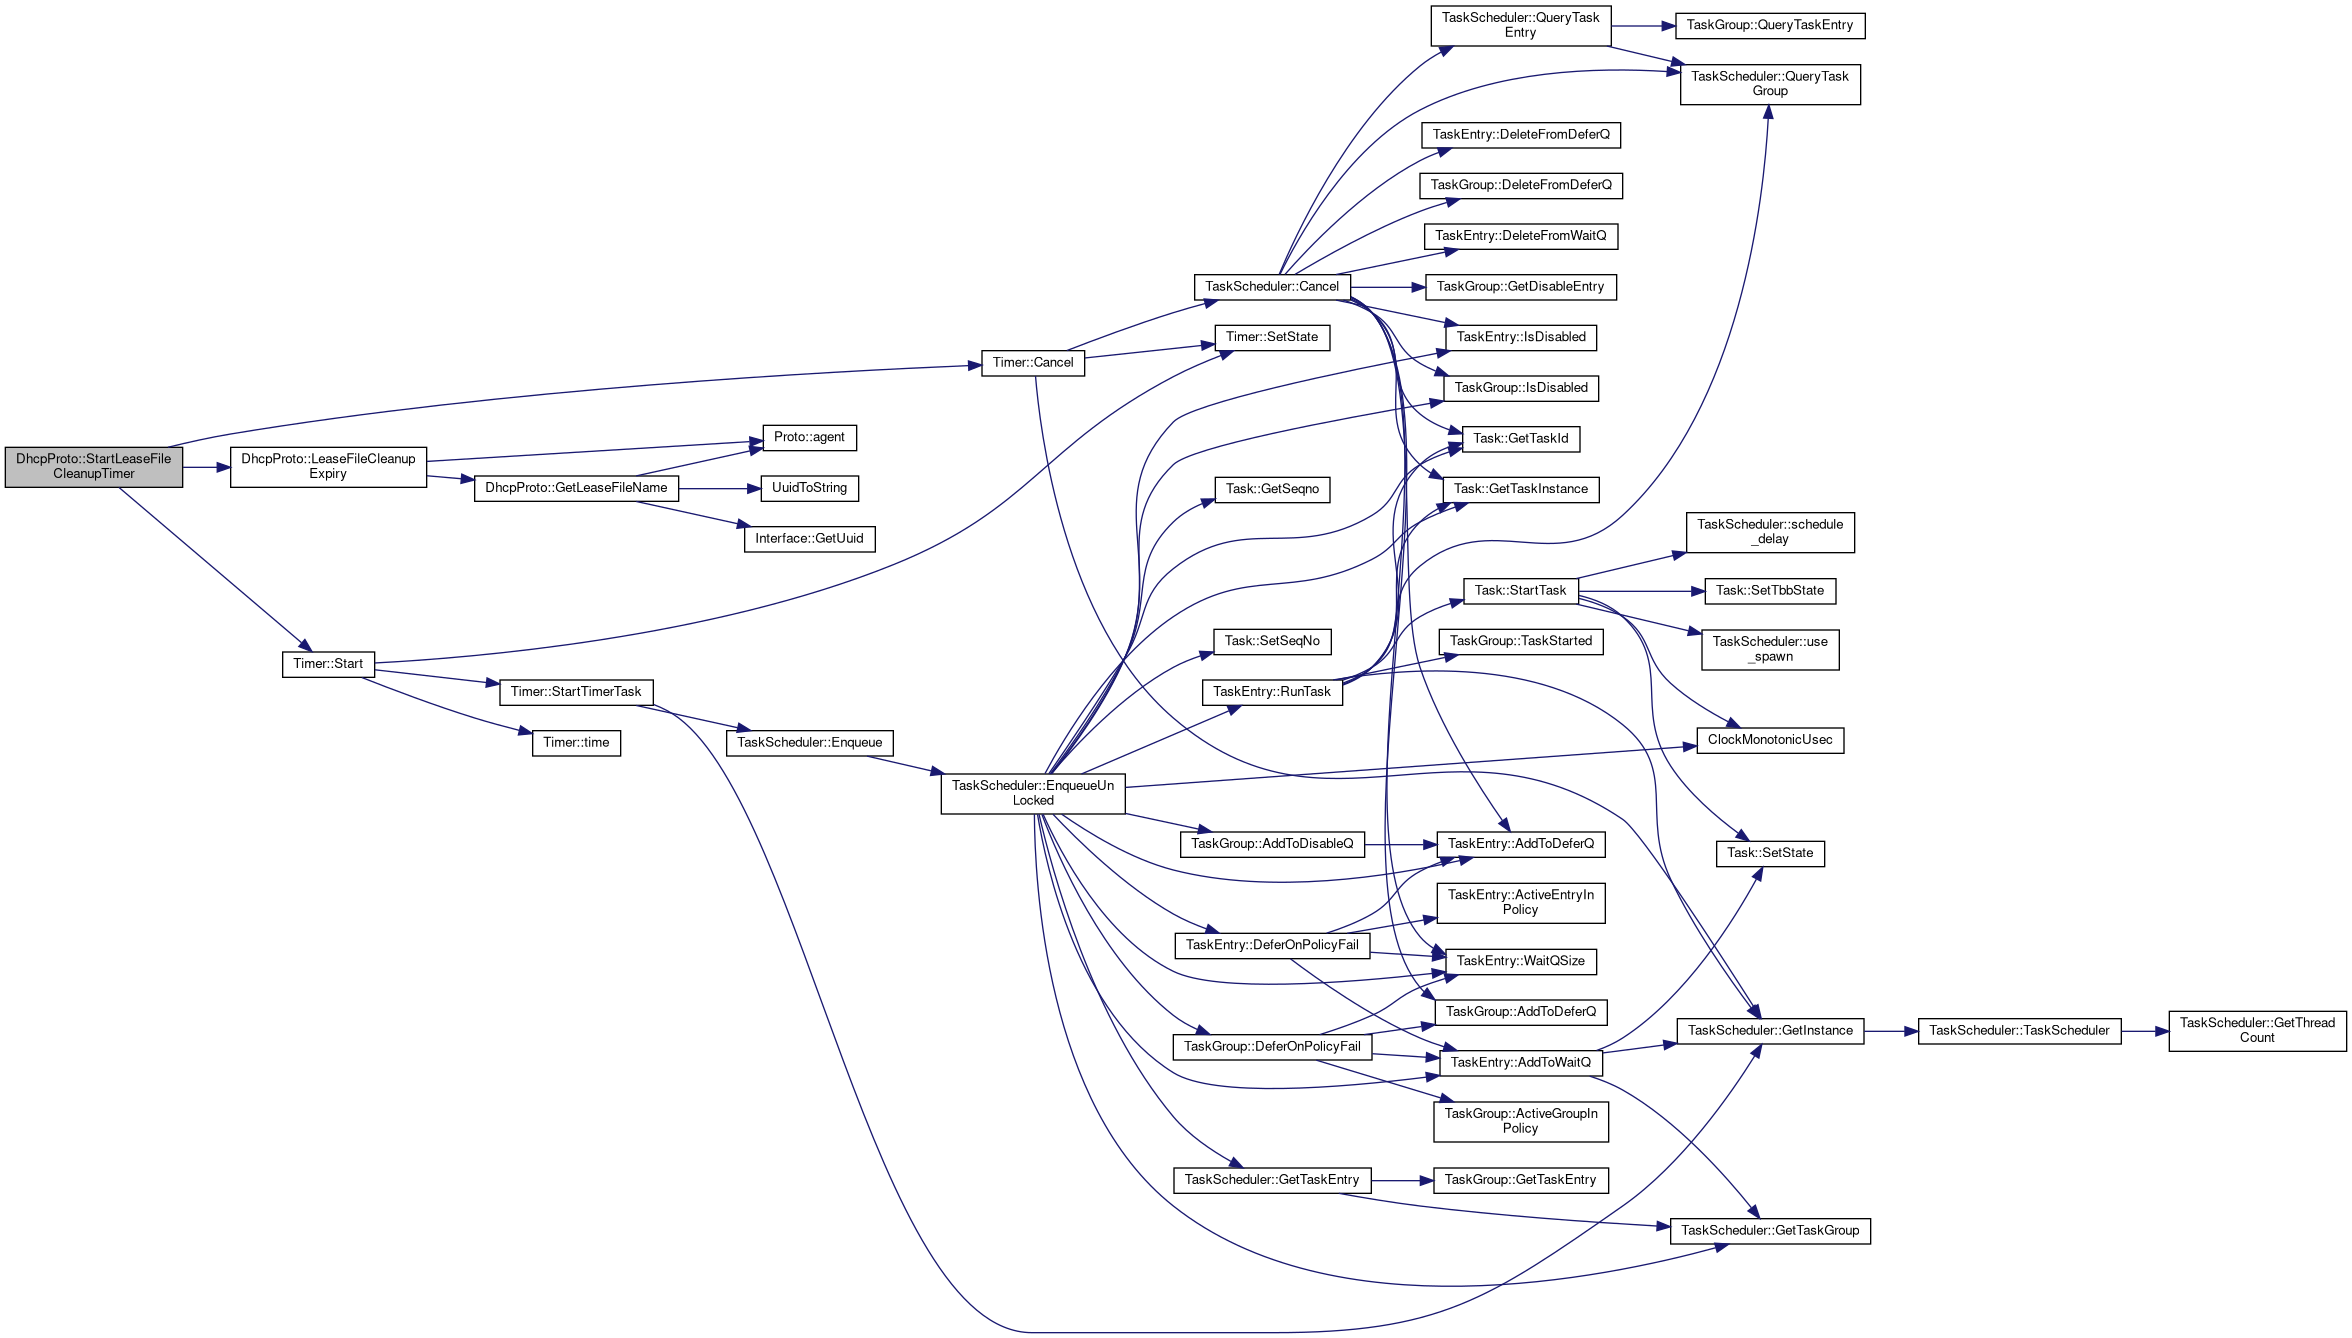 DhcpProto::StartLeaseFile
CleanupTimer
DhcpProto::LeaseFileCleanup
Expiry
Timer::Start
DhcpProto::GetLeaseFileName
Timer::StartTimerTask
Timer::time
Proto::agent
UuidToString
Interface::GetUuid
TaskScheduler::Enqueue
Timer::Cancel
TaskScheduler::EnqueueUn
Locked
TaskScheduler::Cancel
Timer::SetState
Task::GetSeqno
Task::SetSeqNo
TaskEntry::RunTask
TaskGroup::AddToDisableQ
TaskEntry::DeferOnPolicyFail
TaskGroup::DeferOnPolicyFail
TaskScheduler::GetTaskEntry
TaskScheduler::QueryTask
Entry
TaskEntry::DeleteFromDeferQ
TaskGroup::DeleteFromDeferQ
TaskEntry::DeleteFromWaitQ
TaskGroup::GetDisableEntry
TaskEntry::IsDisabled
TaskGroup::IsDisabled
Task::GetTaskId
Task::GetTaskInstance
Task::StartTask
TaskGroup::TaskStarted
TaskEntry::AddToDeferQ
TaskEntry::ActiveEntryIn
Policy
TaskEntry::WaitQSize
TaskGroup::AddToDeferQ
TaskEntry::AddToWaitQ
TaskGroup::ActiveGroupIn
Policy
TaskGroup::GetTaskEntry
TaskGroup::QueryTaskEntry
TaskScheduler::QueryTask
Group
TaskScheduler::schedule
_delay
Task::SetTbbState
TaskScheduler::use
_spawn
ClockMonotonicUsec
Task::SetState
TaskScheduler::GetInstance
TaskScheduler::GetTaskGroup
TaskScheduler::TaskScheduler
TaskScheduler::GetThread
Count